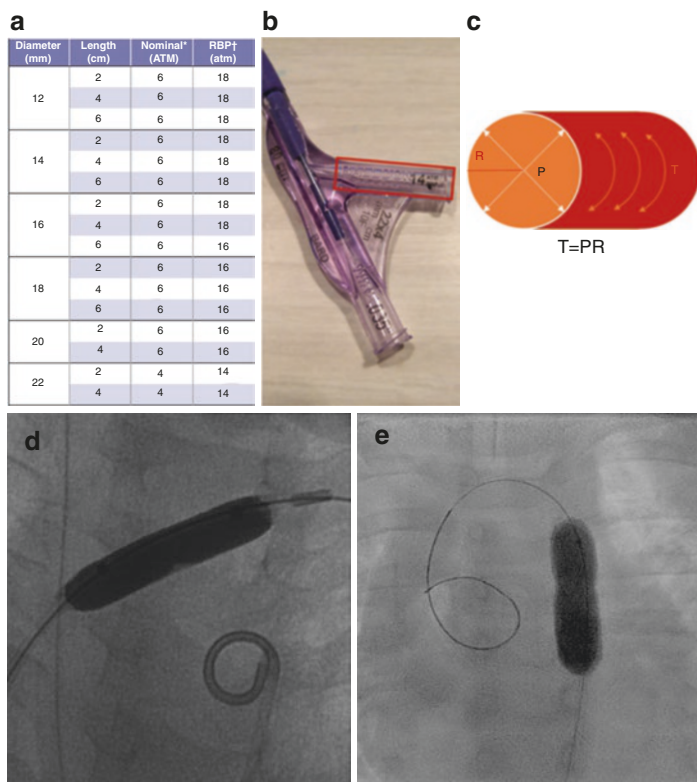 a
Diameter (mm) Length (cm) Nominal* (ATM) RBP† (atm)
12 2 6 18
4 6 18
6 6 18
14 2 6 18
4 6 18
6 6 18
16 2 6 18
4 6 18
6 6 16
18 2 6 16
4 6 16
6 6 16
20 2 6 16
4 6 16
22 2 4 14
4 4 14
b
14
22x4
.035
c
R
P
T
T=PR
d
e